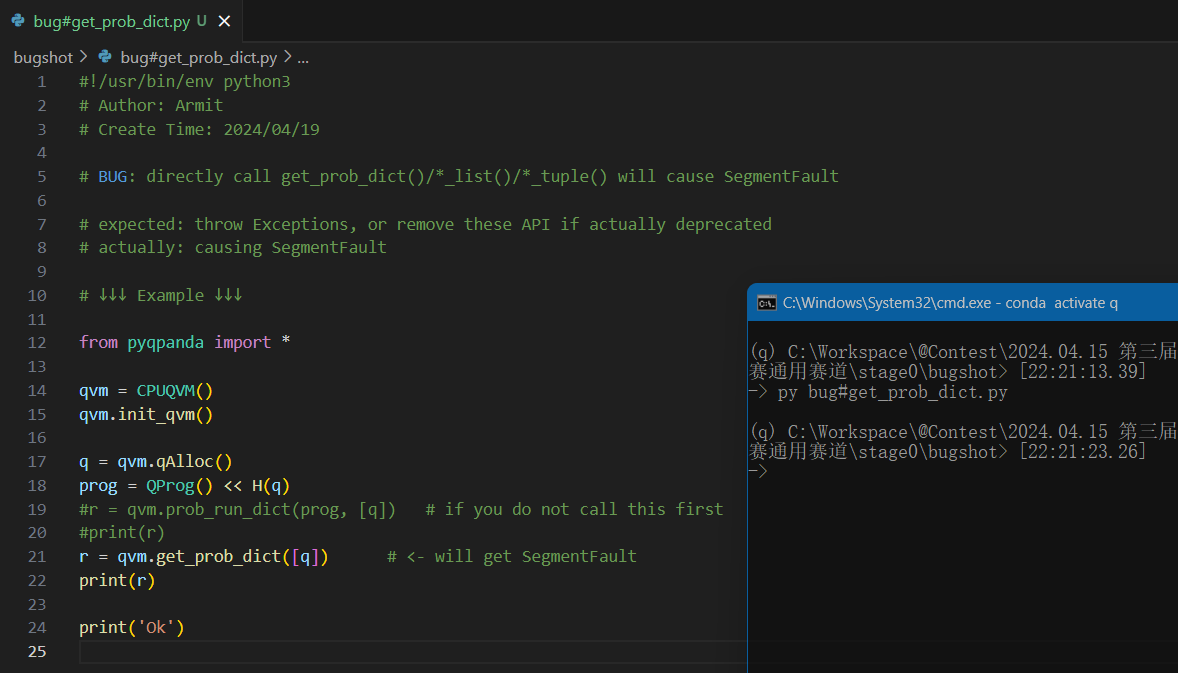 bug#get_prob_dict.py U ×
bugshot > bug#get_prob_dict.py > ...
1 #!/usr/bin/env python3
2 # Author: Armit
3 # Create Time: 2024/04/19
4
5 # BUG: directly call get_prob_dict()/*_list()/*_tuple() will cause SegmentFault
6
7 # expected: throw Exceptions, or remove these API if actually deprecated
8 # actually: causing SegmentFault
9
10 # ↓↓↓ Example ↓↓↓
11
12 from pyqpanda import *
13
14 qvm = CPUQVM()
15 qvm.init_qvm()
16
17 q = qvm.qAlloc()
18 prog = QProg() << H(q)
19 #r = qvm.prob_run_dict(prog, [q])   # if you do not call this first
20 #print(r)
21 r = qvm.get_prob_dict([q])      # <- will get SegmentFault
22 print(r)
23
24 print('Ok')
25
C:\Windows\System32\cmd.exe - conda  activate q
(q) C:\Workspace\@Contest\2024.04.15 第三届
赛通用赛道\stage0\bugshot> [22:21:13.39]
-> py bug#get_prob_dict.py
(q) C:\Workspace\@Contest\2024.04.15 第三届
赛通用赛道\stage0\bugshot> [22:21:23.26]
->